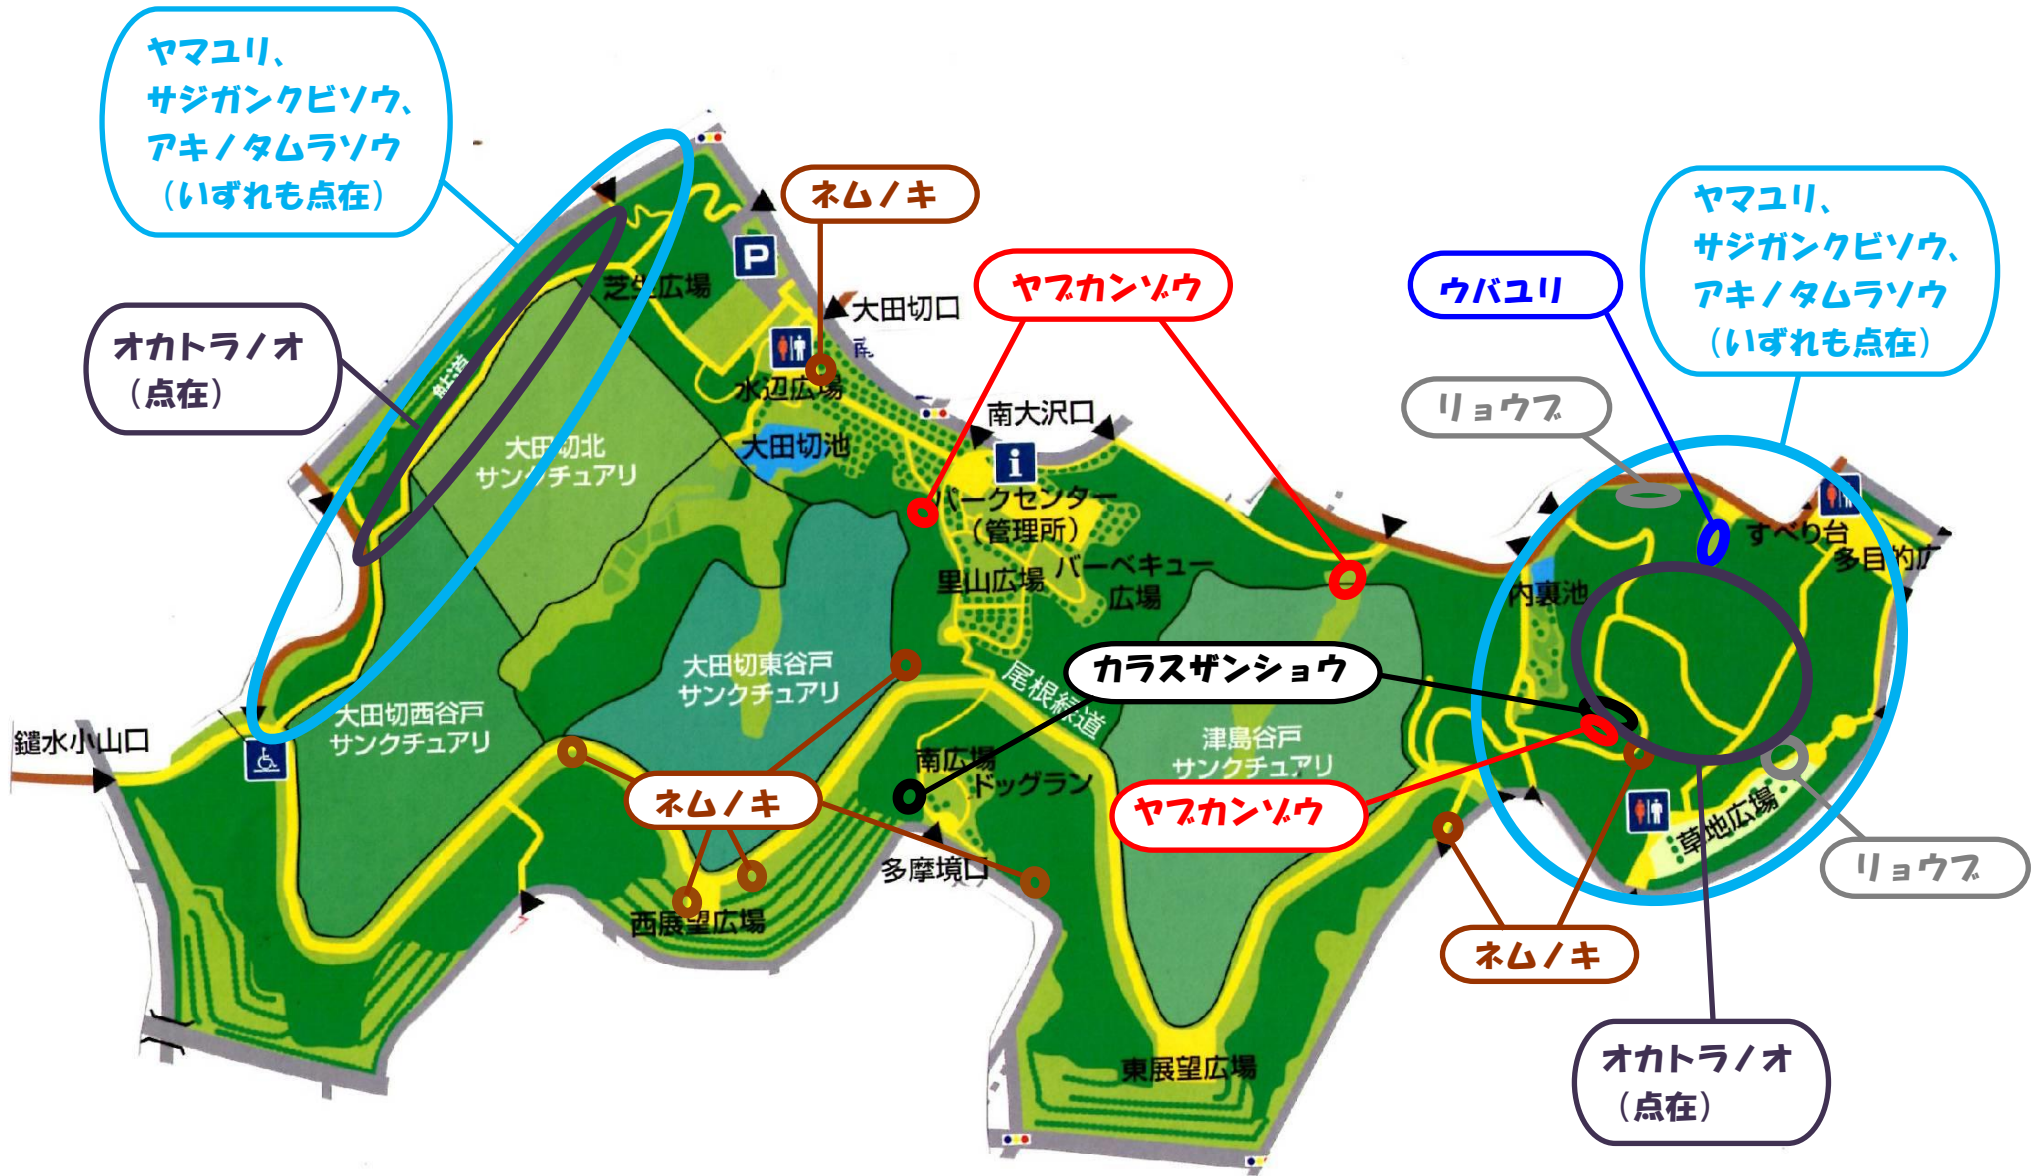 ヤマユリ、
サジガンクビソウ、
アキノタムラソウ
（いずれも点在）
オカトラノオ
（点在）
ネムノキ
ヤブカンゾウ
ウバユリ
ヤマユリ、
サジガンクビソウ、
アキノタムラソウ
（いずれも点在）
リョウブ
P
芝生広場
大田切口
水辺広場
大田切池
南大沢口
i
鮎道
大田切北
サンクチュアリ
パークセンター
（管理所）
里山広場
バーベキュー
広場
すべり台
多目的広
内裏池
カラスザンショウ
尾根緑道
大田切東谷戸
サンクチュアリ
大田切西谷戸
サンクチュアリ
鑓水小山口
津島谷戸
サンクチュアリ
南広場
ドッグラン
ネムノキ
ヤブカンゾウ
草地広場
リョウブ
多摩境口
西展望広場
ネムノキ
東展望広場
オカトラノオ
（点在）